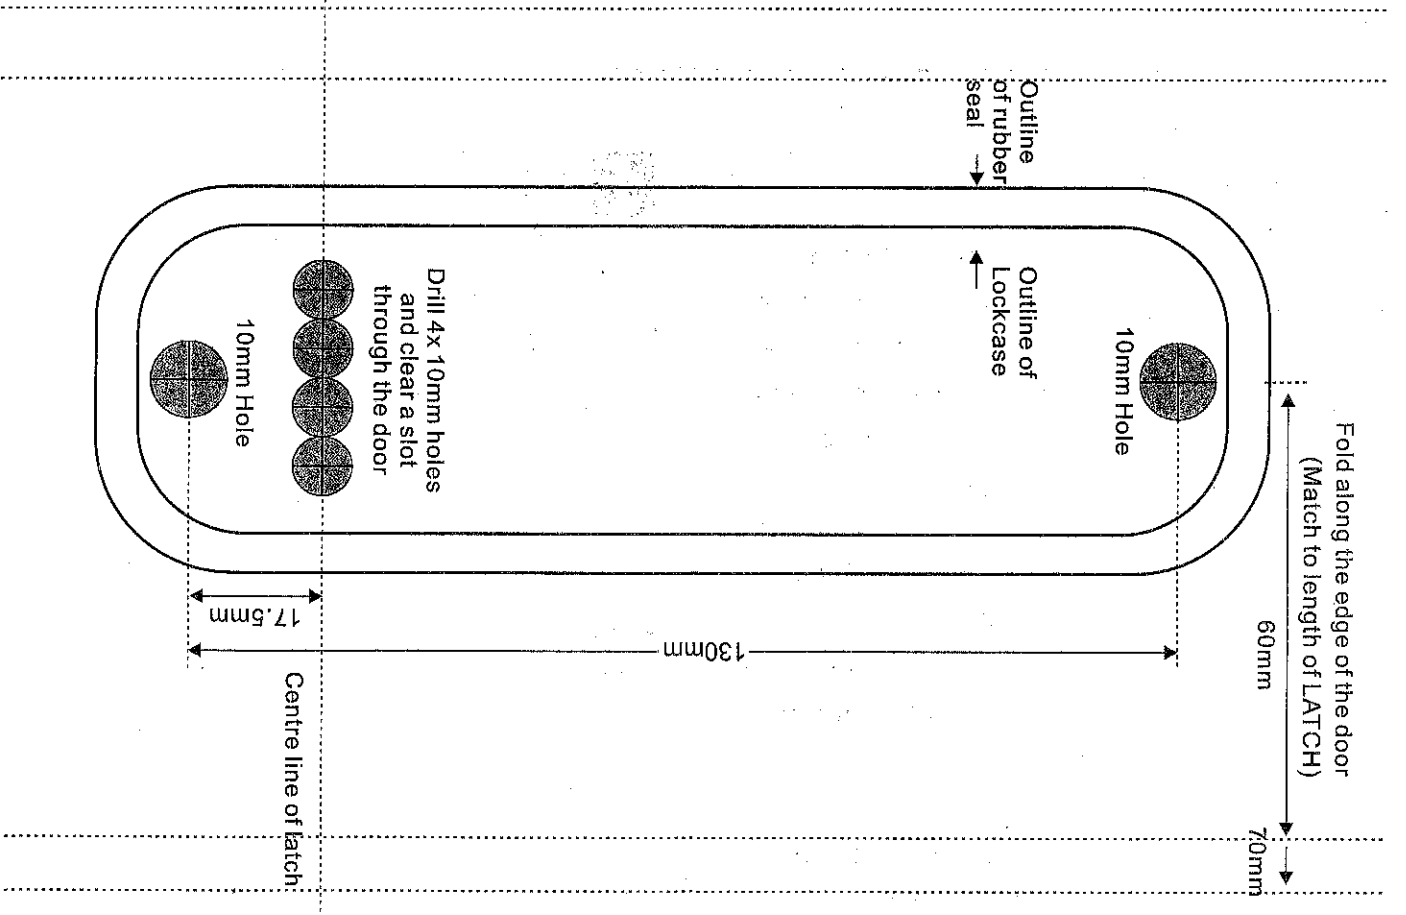 Fold along the edge of the door
(Match to length of LATCH)
60mm
70mm
10mm Hole
Outline
of rubber
seal
Outline of
Lockcase
130mm
Drill 4x 10mm holes
and clear a slot
through the door
10mm Hole
17.5mm
Centre line of latch